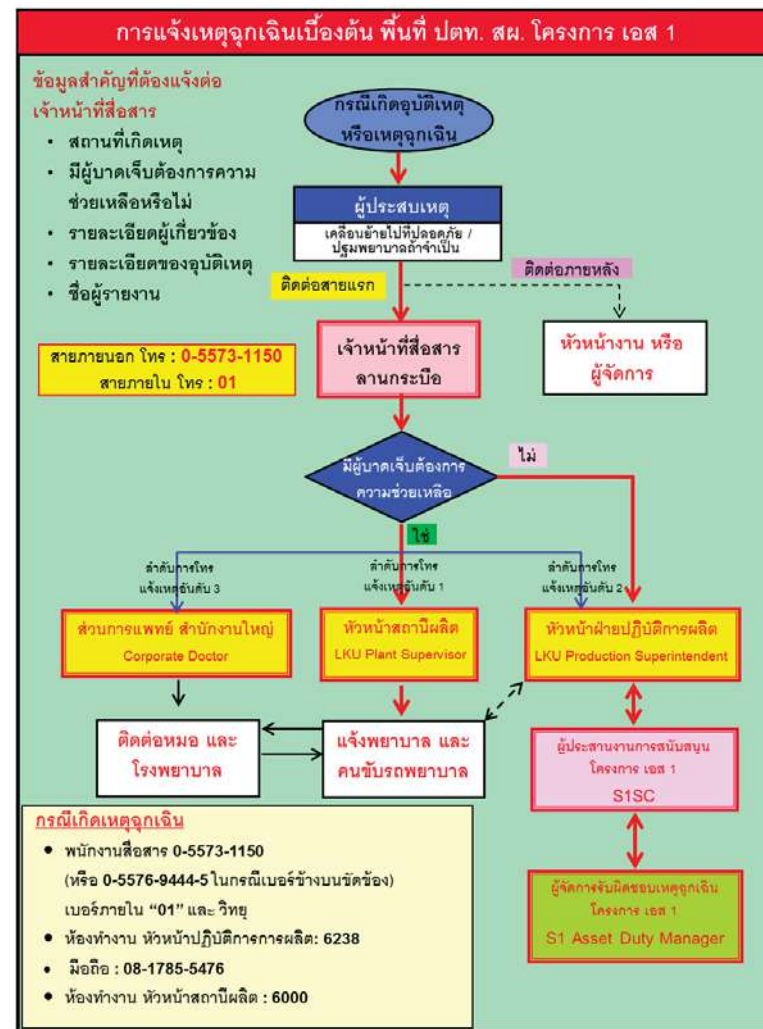 การแจ้งเหตุฉุกเฉินเบื้องต้น พื้นที่ ปตท. สผ. โครงการ เอส 1
ข้อมูลสำคัญที่ต้องแจ้งต่อ
เจ้าหน้าที่สื่อสาร
• สถานที่เกิดเหตุ
• มีผู้บาดเจ็บต้องการความ
ช่วยเหลือหรือไม่
• รายละเอียดผู้เกี่ยวข้อง
• รายละเอียดของอุบัติเหตุ
• ชื่อผู้รายงาน
กรณีเกิดอุบัติเหตุ
หรือเหตุฉุกเฉิน
ผู้ประสบเหตุ
เคลื่อนย้ายไปที่ปลอดภัย /
ปฐมพยาบาลถ้าจำเป็น
ติดต่อสายแรก
ติดต่อภายหลัง
สายภายนอก โทร : 0-5573-1150
สายภายใน โทร : 01
เจ้าหน้าที่สื่อสาร
ลานกระบือ
หัวหน้างาน หรือ
ผู้จัดการ
มีผู้บาดเจ็บต้องการ
ความช่วยเหลือ
ไม่
ใช่
ลำดับการโทร
แจ้งเหตุอันดับ 3
ลำดับการโทร
แจ้งเหตุอันดับ 1
ลำดับการโทร
แจ้งเหตุอันดับ 2
ส่วนการแพทย์ สำนักงานใหญ่
Corporate Doctor
หัวหน้าสถานีผลิต
LKU Plant Supervisor
หัวหน้าฝ่ายปฏิบัติการผลิต
LKU Production Superintendent
ติดต่อหมอ และ
โรงพยาบาล
แจ้งพยาบาล และ
คนขับรถพยาบาล
ผู้ประสานงานการสนับสนุน
โครงการ เอส 1
S1SC
ผู้จัดการรับผิดชอบเหตุฉุกเฉิน
โครงการ เอส 1
S1 Asset Duty Manager
กรณีเกิดเหตุฉุกเฉิน
• พนักงานสื่อสาร 0-5573-1150
(หรือ 0-5576-9444-5 ในกรณีเบอร์ข้างบนขัดข้อง)
เบอร์ภายใน “01” และ วิทยุ
• ห้องทำงาน หัวหน้าปฏิบัติการการผลิต: 6238
• มือถือ : 08-1785-5476
• ห้องทำงาน หัวหน้าสถานีผลิต : 6000